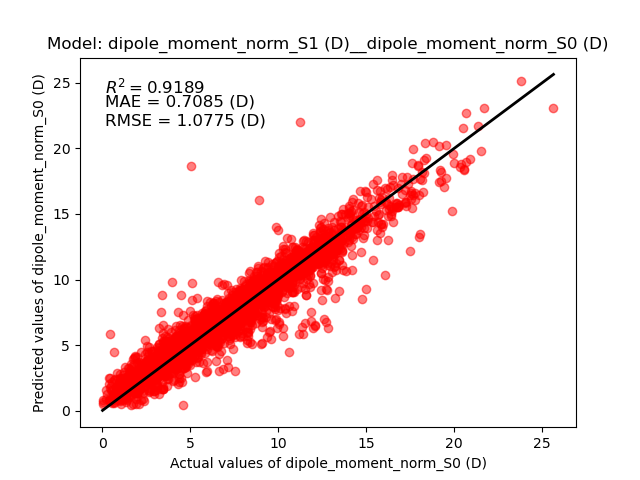 Model: dipole_moment_norm_S1 (D)__dipole_moment_norm_S0 (D)
R² = 0.9189
MAE = 0.7085 (D)
RMSE = 1.0775 (D)
Predicted values of dipole_moment_norm_S0 (D)
25
20
15
10
5
0
0 5 10 15 20 25
Actual values of dipole_moment_norm_S0 (D)